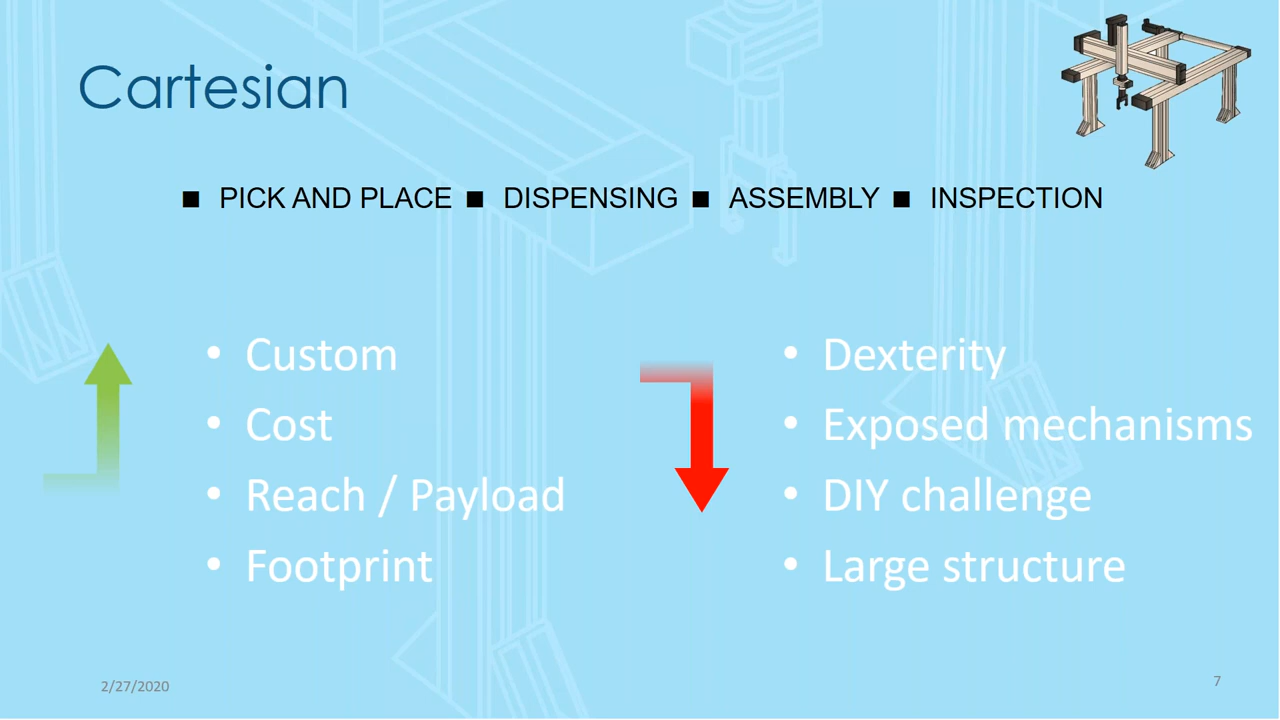 Cartesian
■ PICK AND PLACE ■ DISPENSING ■ ASSEMBLY ■ INSPECTION
• Custom
• Cost
• Reach / Payload
• Footprint
• Dexterity
• Exposed mechanisms
• DIY challenge
• Large structure
2/27/2020
7